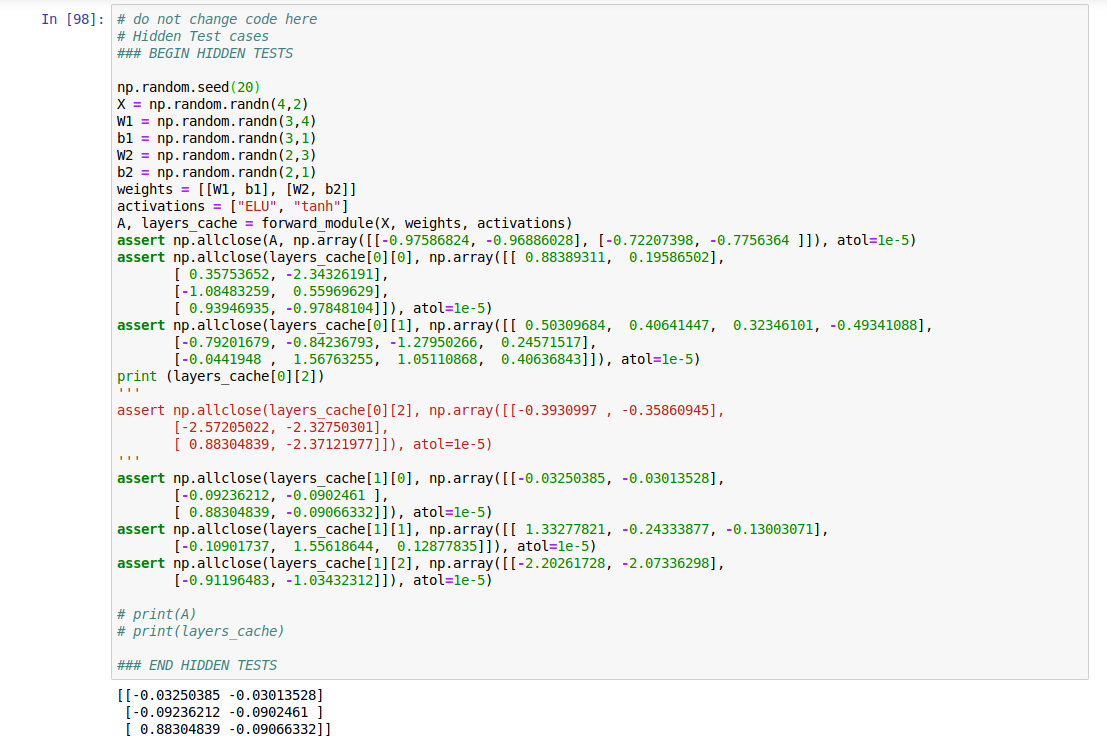 In [98]: # do not change code here
# Hidden Test cases
### BEGIN HIDDEN TESTS
np.random.seed(20)
X = np.random.randn(4,2)
W1 = np.random.randn(3,4)
b1 = np.random.randn(3,1)
W2 = np.random.randn(2,3)
b2 = np.random.randn(2,1)
weights = [[W1, b1], [W2, b2]]
activations = ["ELU", "tanh"]
A, layers_cache = forward_module(X, weights, activations)
assert np.allclose(A, np.array([[-0.97586824, -0.96886028], [-0.72207398, -0.7756364 ]]), atol=1e-5)
assert np.allclose(layers_cache[0][0], np.array([[ 0.88389311,  0.19586502],
       [ 0.35753652, -2.34326191],
       [-1.08483259,  0.55969629],
       [ 0.93946935, -0.97848104]]), atol=1e-5)
assert np.allclose(layers_cache[0][1], np.array([[ 0.50309684,  0.40641447,  0.32346101, -0.49341088],
       [-0.79201679, -0.84236793, -1.27950266,  0.24571517],
       [-0.0441948 ,  1.56763255,  1.05110868,  0.40636843]]), atol=1e-5)
print (layers_cache[0][2])
'''
assert np.allclose(layers_cache[0][2], np.array([[-0.3930997 , -0.35860945],
       [-2.57205022, -2.32750301],
       [ 0.88304839, -2.37121977]]), atol=1e-5)
'''
assert np.allclose(layers_cache[1][0], np.array([[-0.03250385, -0.03013528],
       [-0.09236212, -0.0902461 ],
       [ 0.88304839, -0.09066332]]), atol=1e-5)
assert np.allclose(layers_cache[1][1], np.array([[ 1.33277821, -0.24333877, -0.13003071],
       [-0.10901737,  1.55618644,  0.12877835]]), atol=1e-5)
assert np.allclose(layers_cache[1][2], np.array([[-2.20261728, -2.07336298],
       [-0.91196483, -1.03432312]]), atol=1e-5)
# print(A)
# print(layers_cache)
### END HIDDEN TESTS
[[-0.03250385 -0.03013528]
 [-0.09236212 -0.0902461 ]
 [ 0.88304839 -0.09066332]]